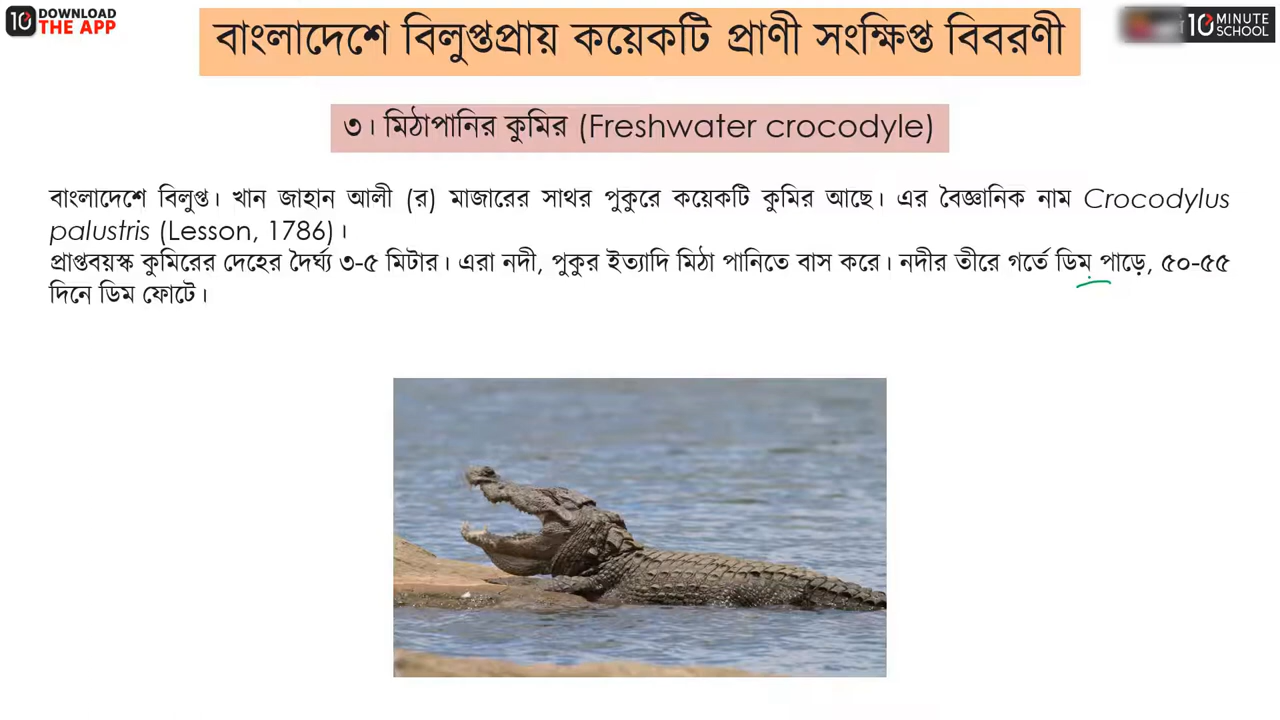 DOWNLOAD
THE APP
10 MINUTE
SCHOOL
বাংলাদেশে বিলুপ্তপ্রায় কয়েকটি প্রাণী সংক্ষিপ্ত বিবরণী
৩। মিঠাপানির কুমির (Freshwater crocodyle)
বাংলাদেশে বিলুপ্ত। খান জাহান আলী (র) মাজারের সাথর পুকুরে কয়েকটি কুমির আছে। এর বৈজ্ঞানিক নাম Crocodylus
palustris (Lesson, 1786)।
প্রাপ্তবয়স্ক কুমিরের দেহের দৈর্ঘ্য ৩-৫ মিটার। এরা নদী, পুকুর ইত্যাদি মিঠা পানিতে বাস করে। নদীর তীরে গর্তে ডিম পাড়ে, ৫০-৫৫
দিনে ডিম ফোটে।